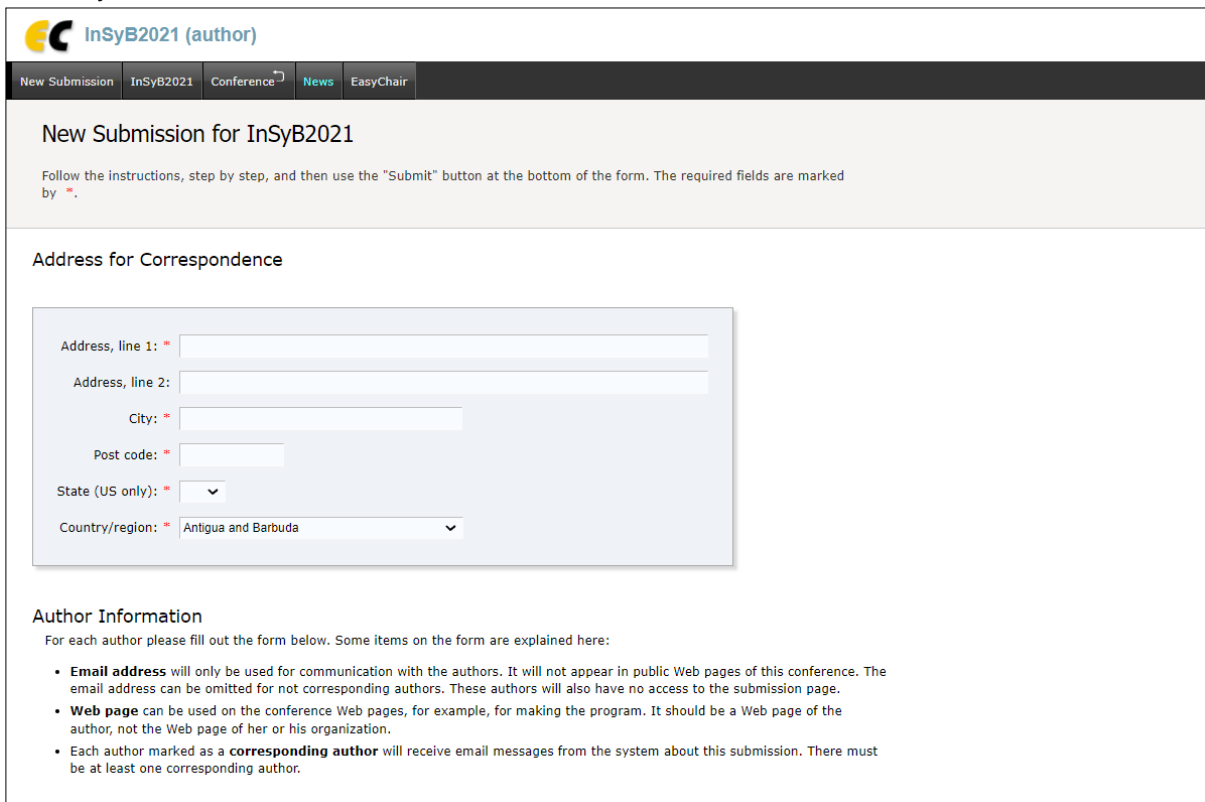 InSyB2021 (author)
New Submission InSyB2021 Conference News EasyChair
New Submission for InSyB2021
Follow the instructions, step by step, and then use the "Submit" button at the bottom of the form. The required fields are marked
by *.
Address for Correspondence
Address, line 1: *
Address, line 2:
City: *
Post code: *
State (US only): *
Country/region: * Antigua and Barbuda
Author Information
For each author please fill out the form below. Some items on the form are explained here:
• Email address will only be used for communication with the authors. It will not appear in public Web pages of this conference. The
email address can be omitted for not corresponding authors. These authors will also have no access to the submission page.
• Web page can be used on the conference Web pages, for example, for making the program. It should be a Web page of the
author, not the Web page of her or his organization.
• Each author marked as a corresponding author will receive email messages from the system about this submission. There must
be at least one corresponding author.